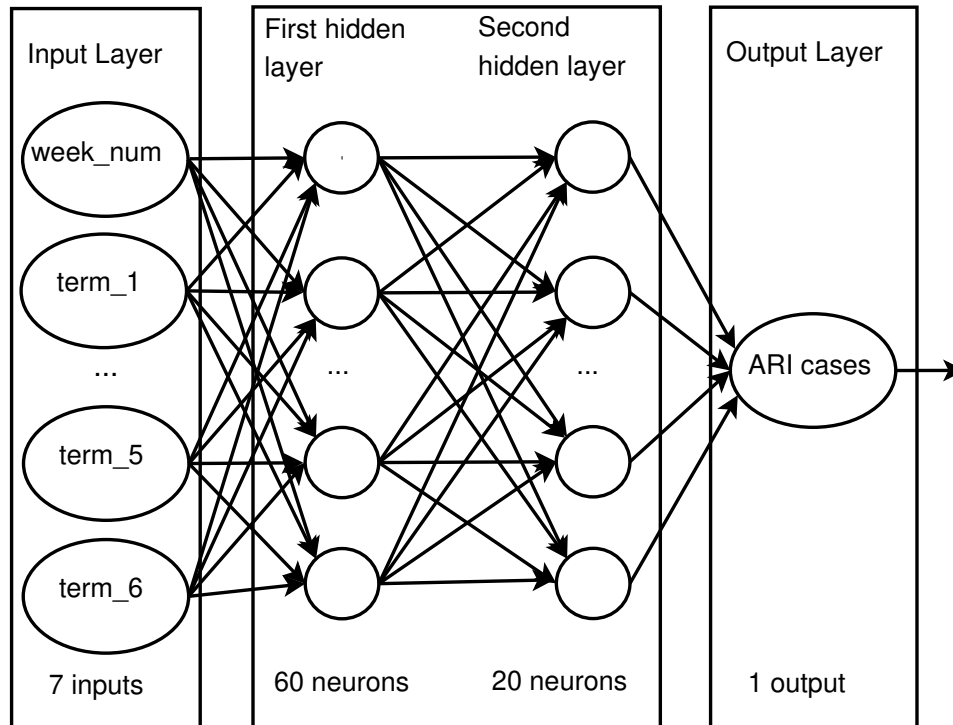 Input Layer
week_num
term_1
...
term_5
term_6
7 inputs
First hidden
layer
...
60 neurons
Second
hidden layer
...
20 neurons
Output Layer
ARI cases
1 output